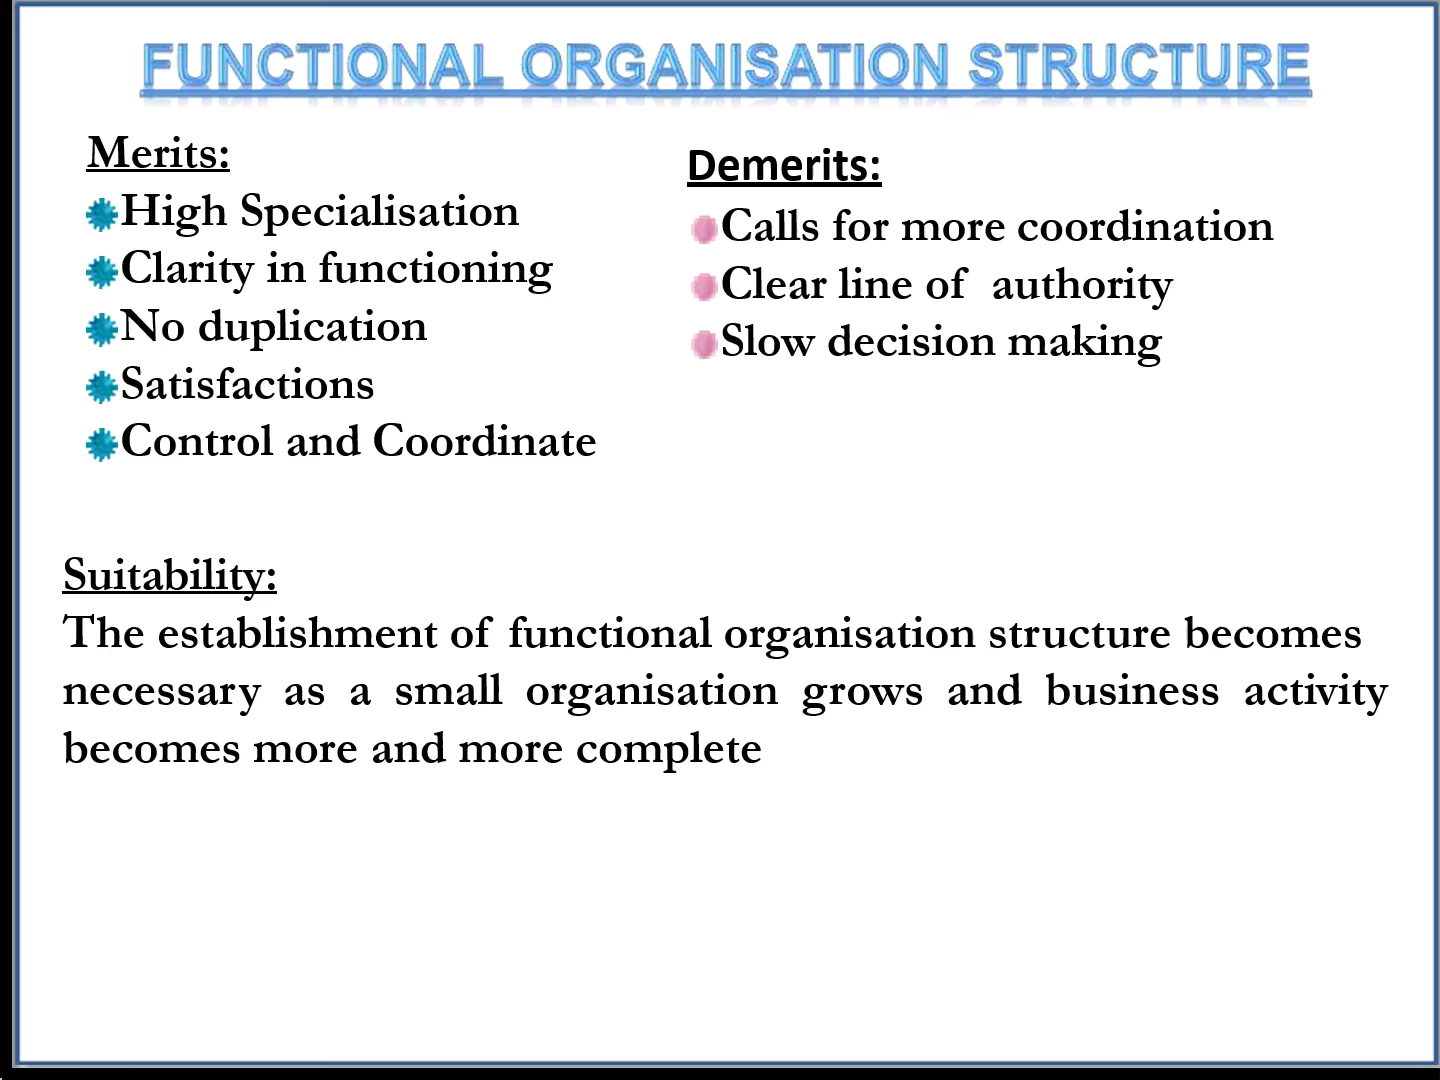 FUNCTIONAL ORGANISATION STRUCTURE
Merits:
High Specialisation
Clarity in functioning
No duplication
Satisfactions
Control and Coordinate
Demerits:
Calls for more coordination
Clear line of authority
Slow decision making
Suitability:
The establishment of functional organisation structure becomes
necessary as a small organisation grows and business activity
becomes more and more complete